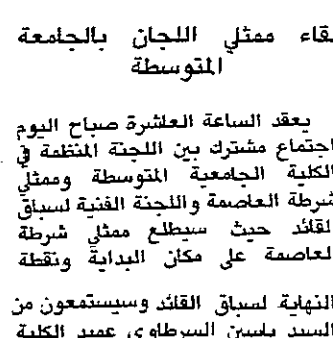 لقاء ممثلي اللجان بالجامعة
المتوسطة
يعقد الساعة العاشرة صباح اليوم
اجتماع مشترك بين اللجنة المنظمة في
الكلية الجامعية المتوسطة وممثلي
شرطة العاصمة واللجنة الفنية لسباق
القائد حيث سيطلع ممثلي شرطة
العاصمة على مكان البداية ونقطة
النهاية لسباق القائد وسيستمعون من
السيد ياسين السرطاوي عميد الكلية